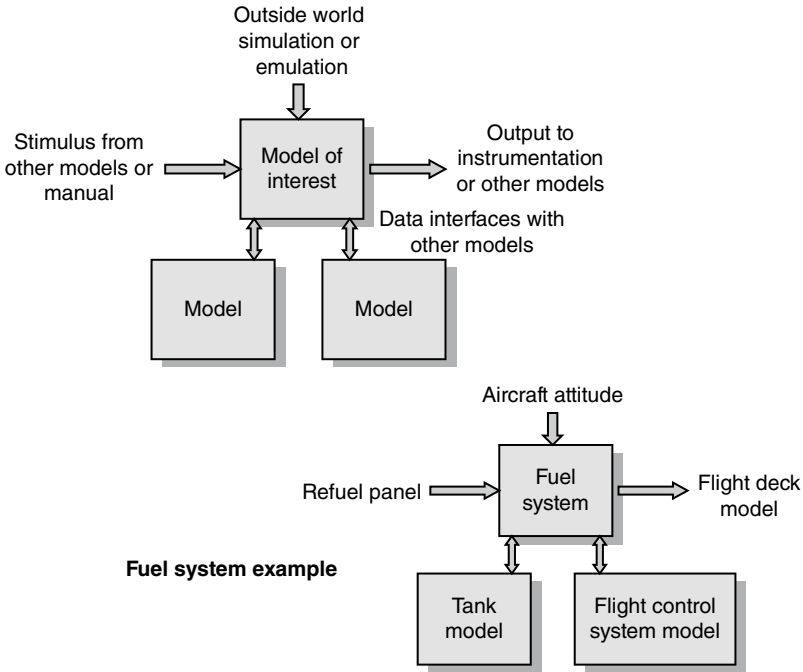 Outside world
simulation or
emulation
Stimulus from
other models or
manual
Model of
interest
Output to
instrumentation
or other models
Data interfaces with
other models
Model
Model
Aircraft attitude
Refuel panel
Fuel
system
Flight deck
model
Fuel system example
Tank
model
Flight control
system model